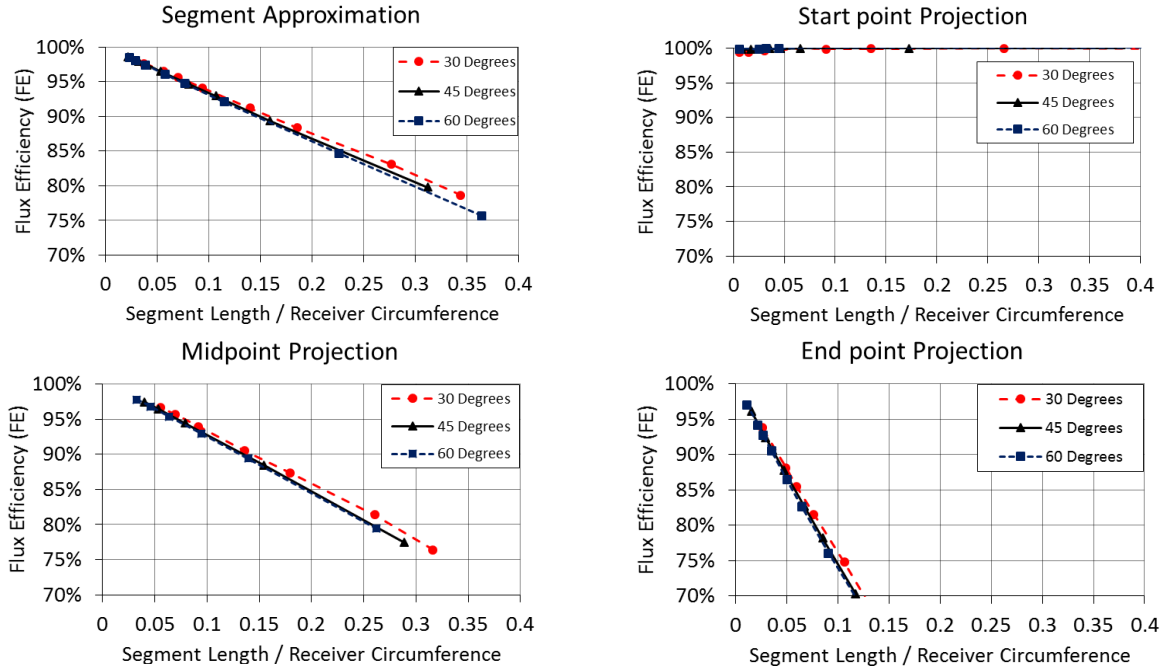 Segment Approximation
Flux Efficiency (FE)
100%
95%
90%
85%
80%
75%
70%
30 Degrees
45 Degrees
60 Degrees
0 0.05 0.1 0.15 0.2 0.25 0.3 0.35 0.4
Segment Length / Receiver Circumference
Start point Projection
Flux Efficiency (FE)
100%
95%
90%
85%
80%
75%
70%
30 Degrees
45 Degrees
60 Degrees
0 0.05 0.1 0.15 0.2 0.25 0.3 0.35 0.4
Segment Length / Receiver Circumference
Midpoint Projection
Flux Efficiency (FE)
100%
95%
90%
85%
80%
75%
70%
30 Degrees
45 Degrees
60 Degrees
0 0.05 0.1 0.15 0.2 0.25 0.3 0.35 0.4
Segment Length / Receiver Circumference
End point Projection
Flux Efficiency (FE)
100%
95%
90%
85%
80%
75%
70%
30 Degrees
45 Degrees
60 Degrees
0 0.05 0.1 0.15 0.2 0.25 0.3 0.35 0.4
Segment Length / Receiver Circumference